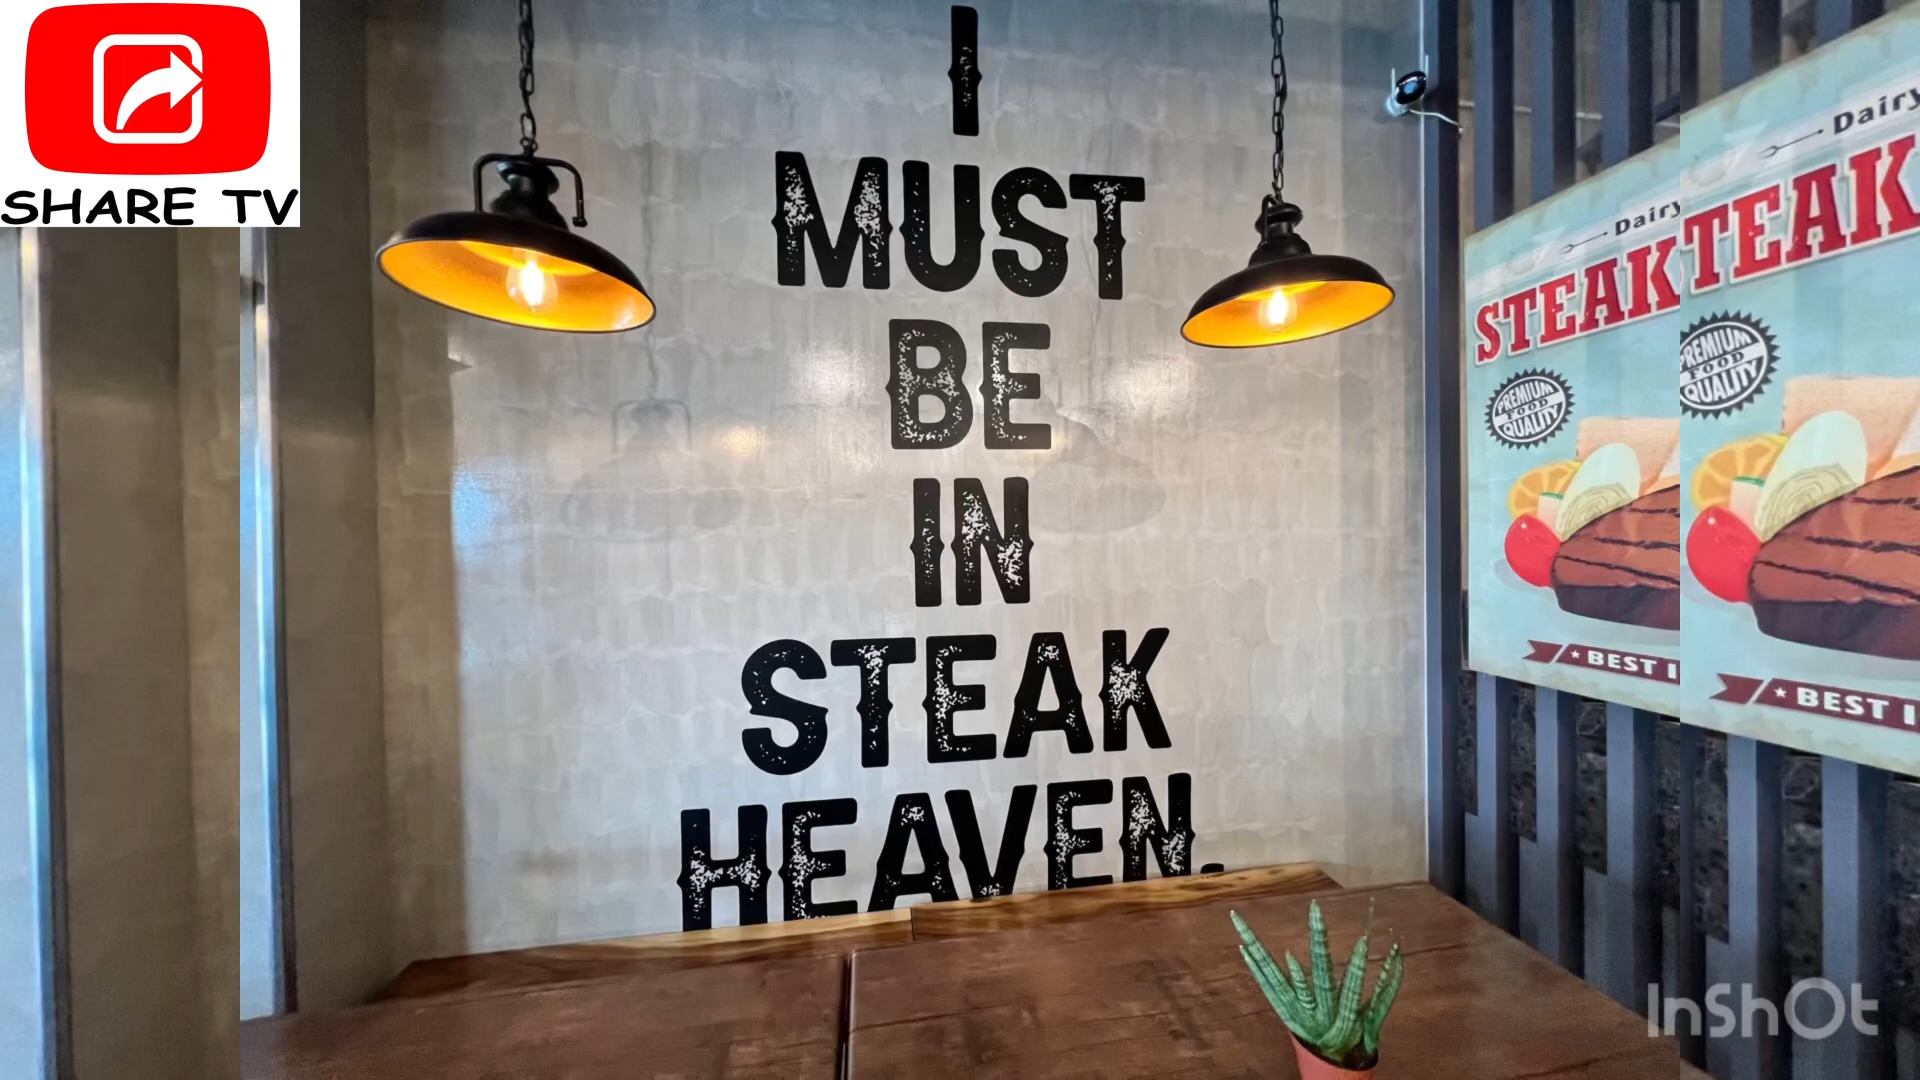 SHARE TV
I
MUST
BE
IN
STEAK
HEAVEN.
Dairy
STEAK
PREMIUM
FOOD
QUALITY
BEST
Dairy
TEAK
PREMIUM
FOOD
QUALITY
BEST
InShOt